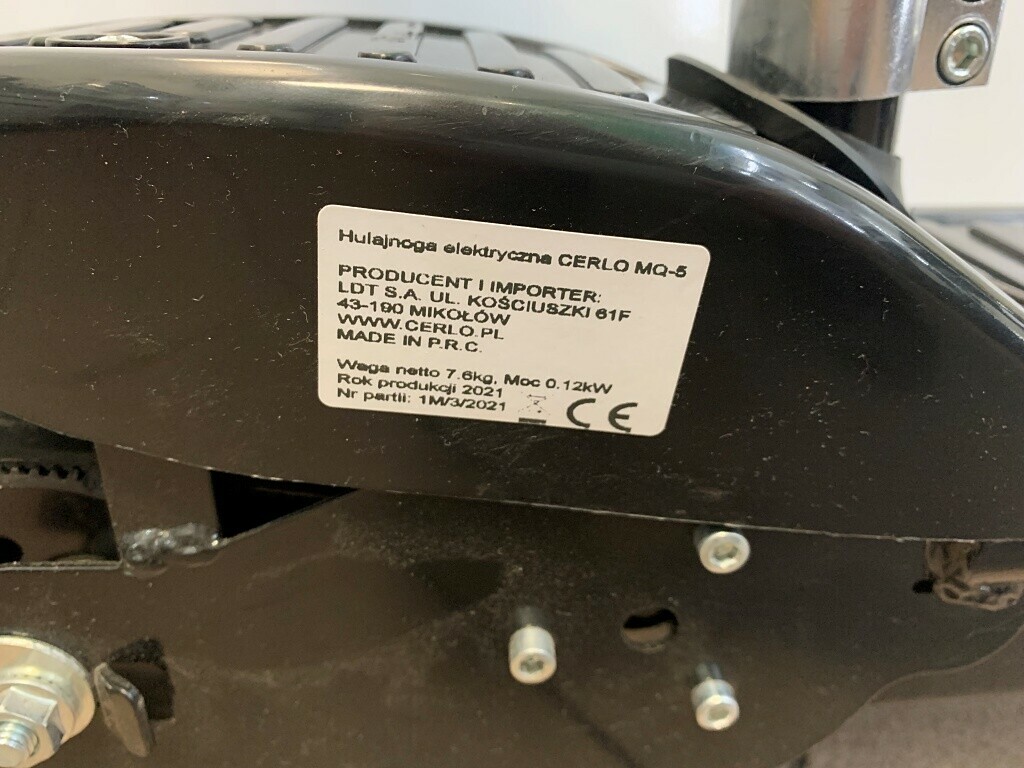 Hulajnoga elektryczna CERLO MQ-5
PRODUCENT I IMPORTER:
LDT S.A. UL. KOŚCIUSZKI 61F
43-190 MIKOŁÓW
WWW.CERLO.PL
MADE IN P.R.C.
Waga netto 7.6kg, Moc 0.12kW
Rok produkcji 2021
Nr partii: 1M/3/2021 CE